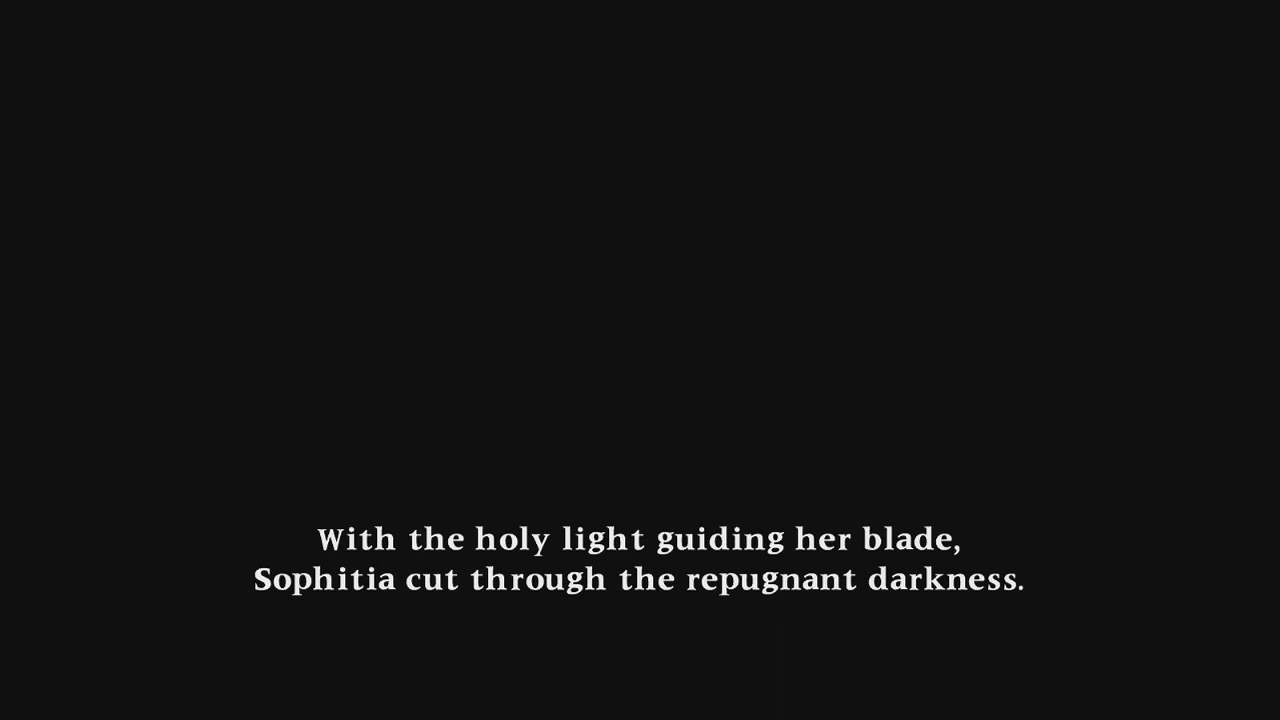 With the holy light guiding her blade,
Sophitia cut through the repugnant darkness.